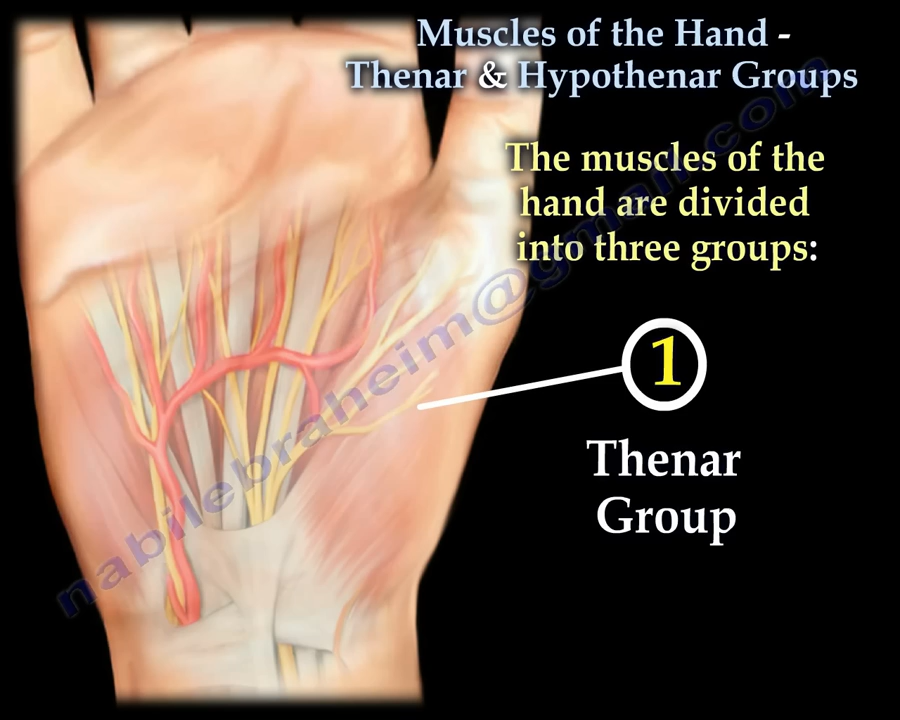 Muscles of the Hand -
Thenar & Hypothenar Groups
The muscles of the
hand are divided
into three groups:
1
Thenar
Group
nabilebraheim@gmail.com